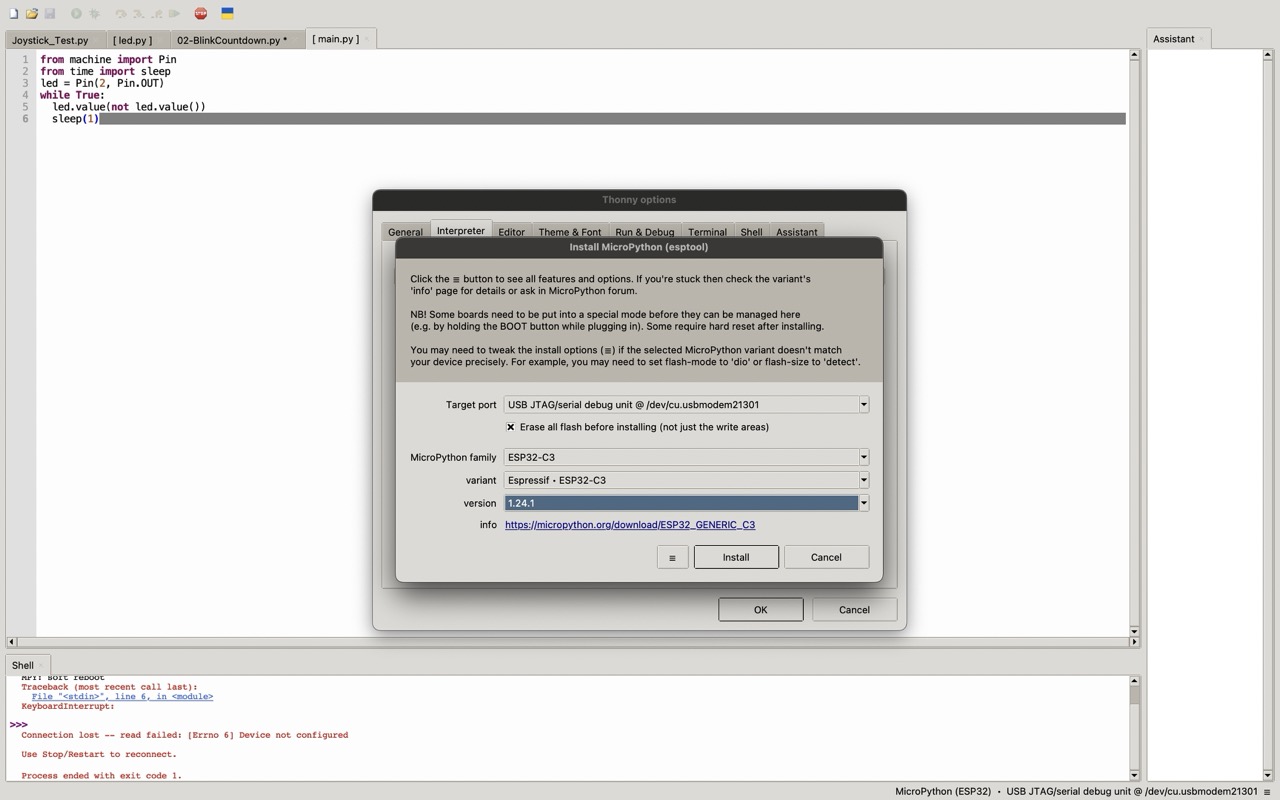 STOP
Joystick_Test.py
[ led.py ]
02-BlinkCountdown.py *
[ main.py ]
Assistant
1 from machine import Pin
2 from time import sleep
3 led = Pin(2, Pin.OUT)
4 while True:
5 led.value(not led.value())
6 sleep(1)
Thonny options
General Interpreter Editor Theme & Font Run & Debug Terminal Shell Assistant
Install MicroPython (esptool)
Click the ≡ button to see all features and options. If you're stuck then check the variant's
'info' page for details or ask in MicroPython forum.
NB! Some boards need to be put into a special mode before they can be managed here
(e.g. by holding the BOOT button while plugging in). Some require hard reset after installing.
You may need to tweak the install options (≡) if the selected MicroPython variant doesn't match
your device precisely. For example, you may need to set flash-mode to 'dio' or flash-size to 'detect'.
Target port USB JTAG/serial debug unit @ /dev/cu.usbmodem21301
Erase all flash before installing (not just the write areas)
MicroPython family ESP32-C3
variant Espressif • ESP32-C3
version 1.24.1
info https://micropython.org/download/ESP32_GENERIC_C3
≡ Install Cancel
OK Cancel
Shell
MPY: soft reboot
Traceback (most recent call last):
File "<stdin>", line 6, in <module>
KeyboardInterrupt:
>>>
Connection lost -- read failed: [Errno 6] Device not configured
Use Stop/Restart to reconnect.
Process ended with exit code 1.
MicroPython (ESP32) • USB JTAG/serial debug unit @ /dev/cu.usbmodem21301 ≡